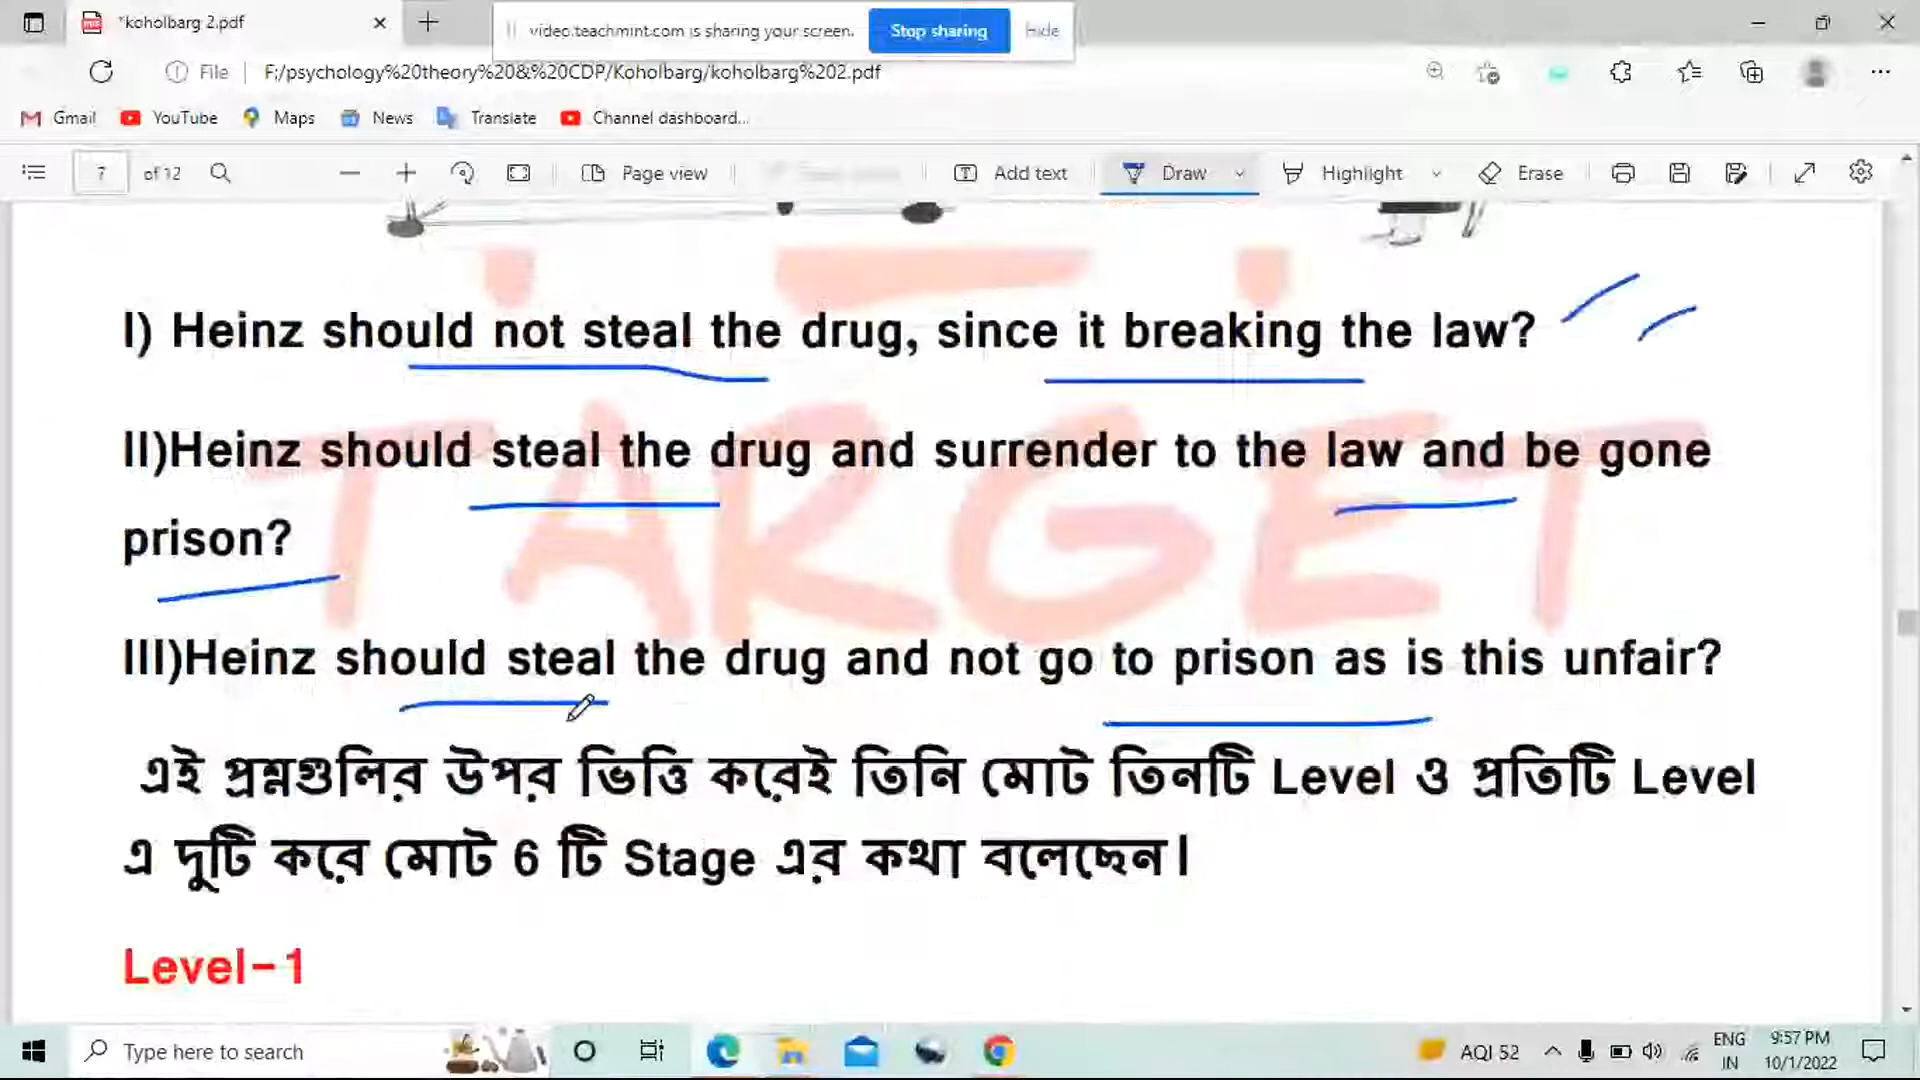 *koholbarg 2.pdf
video.teachmint.com is sharing your screen.
Stop sharing
Hide
File
F:/psychology%20theory%20&%20CDP/Koholbarg/koholbarg%202.pdf
Gmail
YouTube
Maps
News
Translate
Channel dashboard...
7 of 12
Page view
Add text
Draw
Highlight
Erase
TARGET
I) Heinz should not steal the drug, since it breaking the law?
II)Heinz should steal the drug and surrender to the law and be gone
prison?
III)Heinz should steal the drug and not go to prison as is this unfair?
এই প্রশ্নগুলির উপর ভিত্তি করেই তিনি মোট তিনটি Level ও প্রতিটি Level
এ দুটি করে মোট 6 টি Stage এর কথা বলেছেন।
Level-1
Type here to search
AQI 52
ENG
IN
9:57 PM
10/1/2022